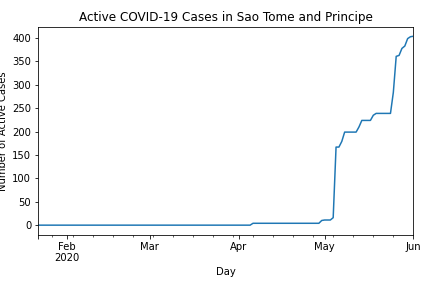 Active COVID-19 Cases in Sao Tome and Principe
Number of Active Cases
400
350
300
250
200
150
100
50
0
Feb
2020
Mar
Apr
May
Jun
Day